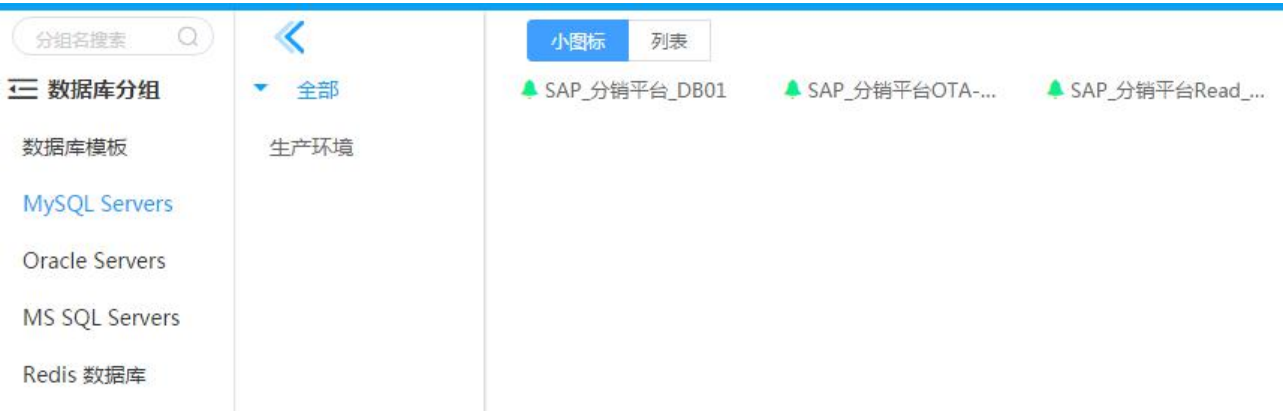 分组名搜索
数据库分组
数据库模板
MySQL Servers
Oracle Servers
MS SQL Servers
Redis 数据库
全部
生产环境
小图标 列表
SAP_分销平台_DB01 SAP_分销平台OTA-... SAP_分销平台Read_...